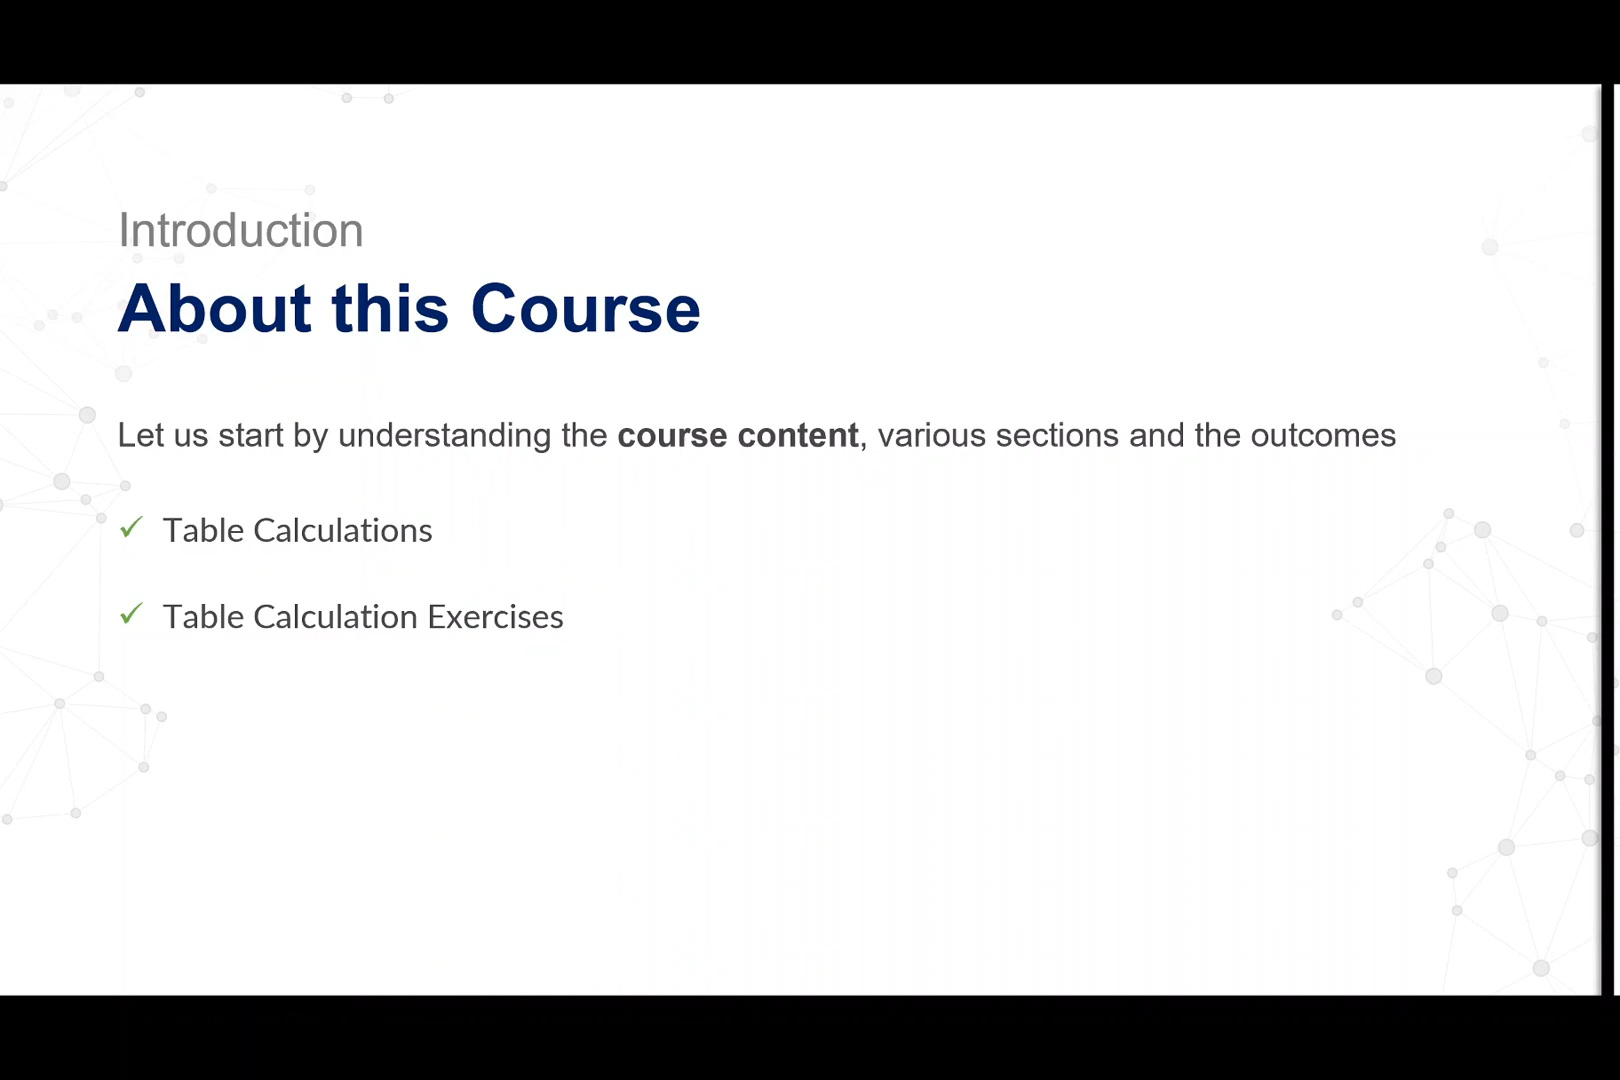 Introduction
About this Course
Let us start by understanding the course content, various sections and the outcomes
Table Calculations
Table Calculation Exercises